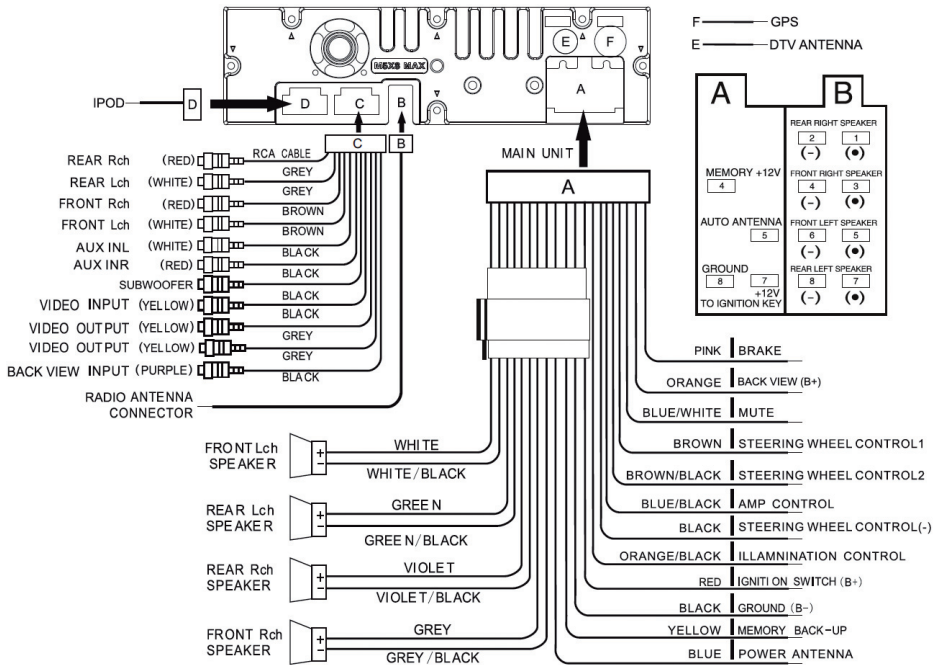 F GPS
E DTV ANTENNA
E F
M5X8 MAX
D C B A
IPOD D
C B
MAIN UNIT
A
RCA CABLE
REAR Rch (RED) GREY
REAR Lch (WHITE) GREY
FRONT Rch (RED) BROWN
FRONT Lch (WHITE) BROWN
AUX INL (WHITE) BLACK
AUX INR (RED) BLACK
SUBWOOFER BLACK
VIDEO INPUT (YELLOW) BLACK
VIDEO OUTPUT (YELLOW) GREY
VIDEO OUTPUT (YELLOW) GREY
BACK VIEW INPUT (PURPLE) BLACK
RADIO ANTENNA
CONNECTOR
A B
REAR RIGHT SPEAKER
2 1
(-) (●)
MEMORY +12V
4
FRONT RIGHT SPEAKER
4 3
(-) (●)
AUTO ANTENNA
5
FRONT LEFT SPEAKER
6 5
(-) (●)
GROUND
8 7
+12V
TO IGNITION KEY
REAR LEFT SPEAKER
8 7
(-) (●)
FRONT Lch
SPEAKER
+
-
WHITE
WHITE/BLACK
REAR Lch
SPEAKER
+
-
GREEN
GREEN/BLACK
REAR Rch
SPEAKER
+
-
VIOLET
VIOLET/BLACK
FRONT Rch
SPEAKER
+
-
GREY
GREY/BLACK
PINK BRAKE
ORANGE BACK VIEW (B+)
BLUE/WHITE MUTE
BROWN STEERING WHEEL CONTROL1
BROWN/BLACK STEERING WHEEL CONTROL2
BLUE/BLACK AMP CONTROL
BLACK STEERING WHEEL CONTROL(-)
ORANGE/BLACK ILLAMNINATION CONTROL
RED IGNITION SWITCH (B+)
BLACK GROUND (B-)
YELLOW MEMORY BACK-UP
BLUE POWER ANTENNA